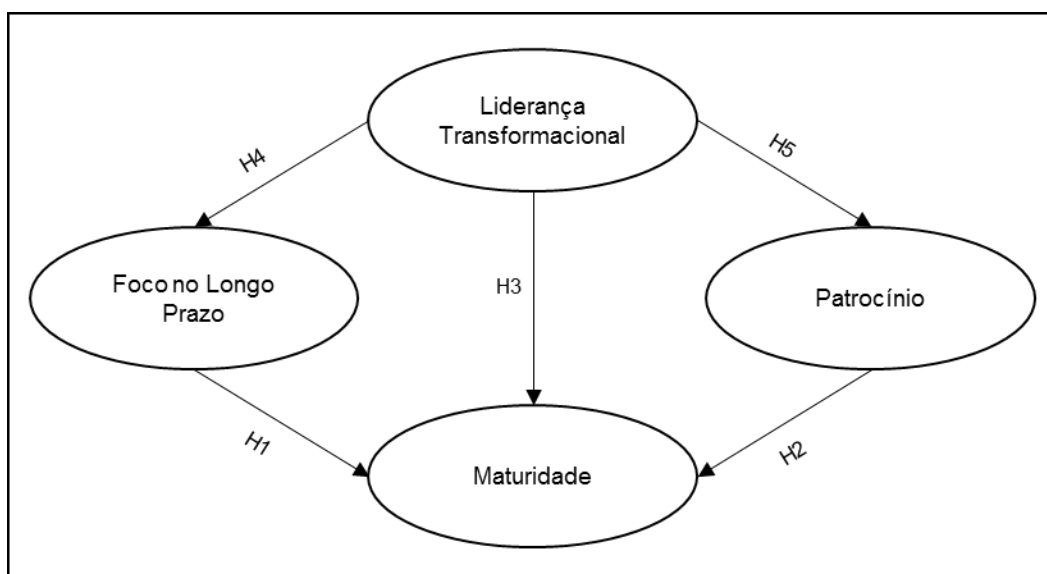 Liderança
Transformacional
H4
H5
Foco no Longo
Prazo
H3
Patrocínio
H1
H2
Maturidade